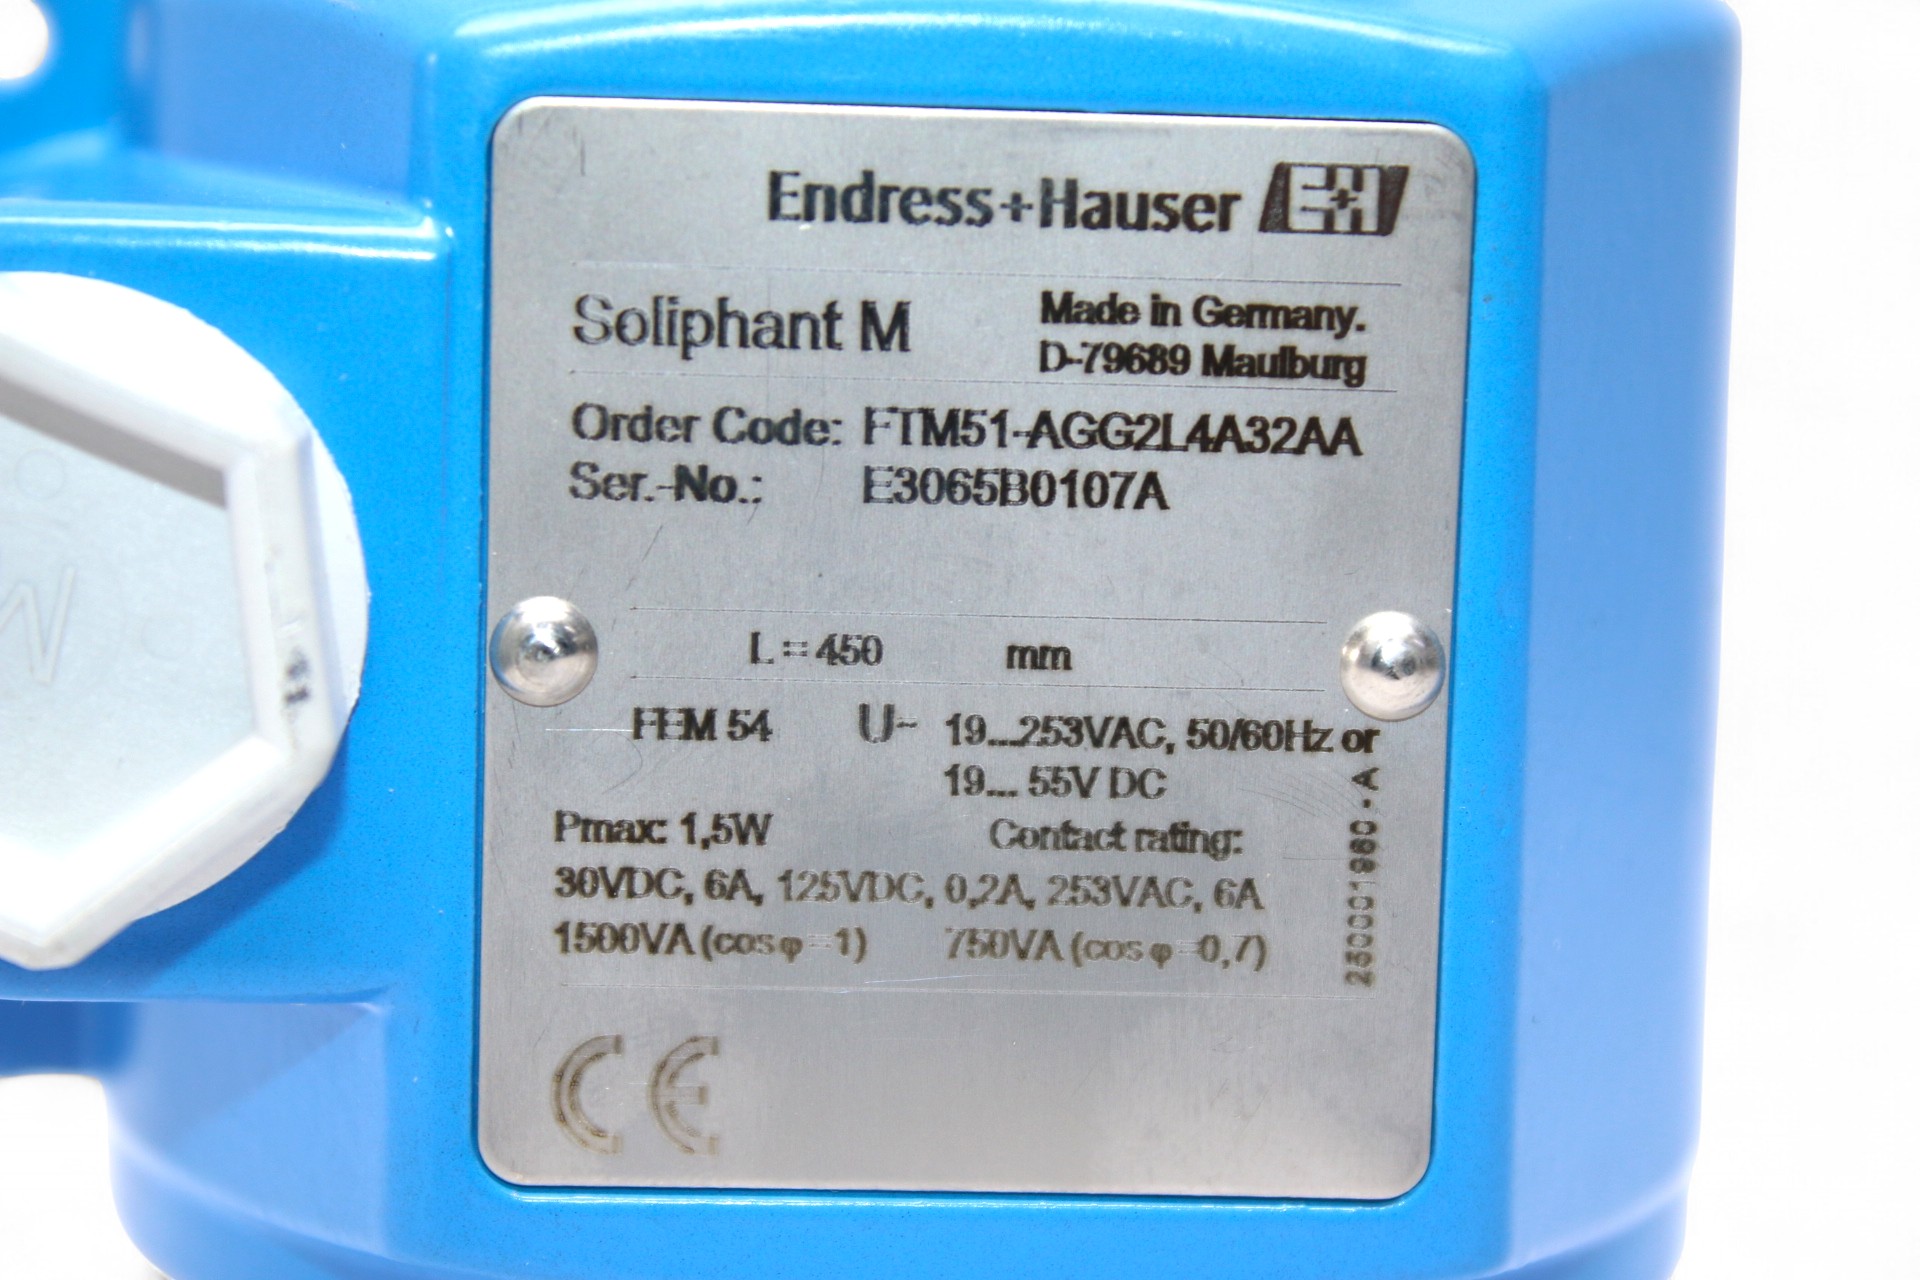 Endress+Hauser E+H
Soliphant M
Made in Germany.
D-79689 Maulburg
Order Code: FTM51-AGG2L4A32AA
Ser.-No.: E3065B0107A
L = 450 mm
FEM 54 U~ 19...253VAC, 50/60Hz or
19... 55V DC
Pmax: 1,5W Contact rating:
30VDC, 6A, 125VDC, 0,2A, 253VAC, 6A
1500VA (cos φ=1) 750VA (cos φ=0,7)
250001980-A
CE